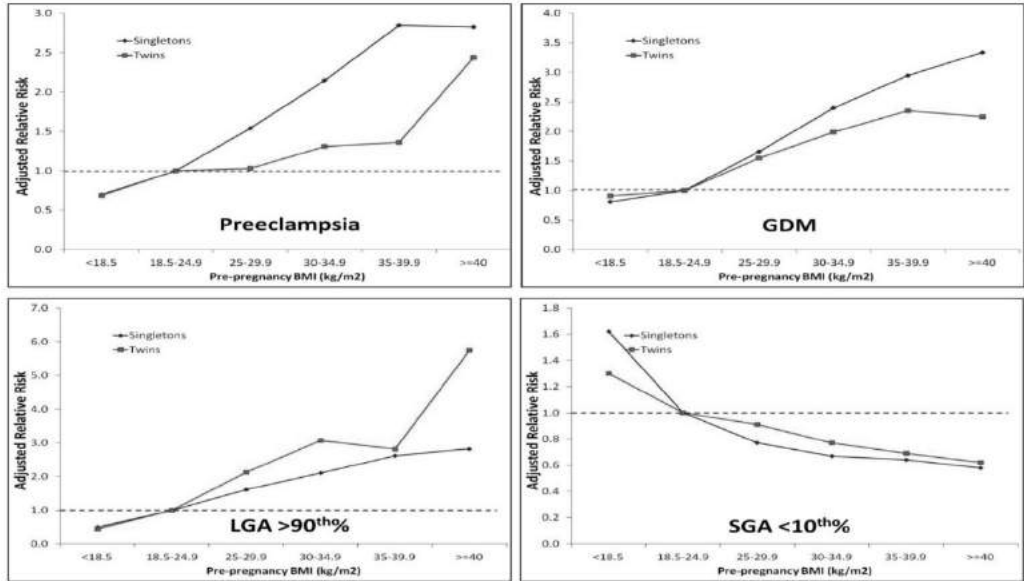 3.0
2.5
2.0
1.5
1.0
0.5
0.0
Adjusted Relative Risk
Singletons
Twins
Preeclampsia
<18.5 18.5-24.9 25-29.9 30-34.9 35-39.9 >=40
Pre-pregnancy BMI (kg/m2)
4.0
3.5
3.0
2.5
2.0
1.5
1.0
0.5
0.0
Adjusted Relative Risk
Singletons
Twins
GDM
<18.5 18.5-24.9 25-29.9 30-34.9 35-39.9 >=40
Pre-pregnancy BMI (kg/m2)
7.0
6.0
5.0
4.0
3.0
2.0
1.0
0.0
Adjusted Relative Risk
Singletons
Twins
LGA >90th%
<18.5 18.5-24.9 25-29.9 30-34.9 35-39.9 >=40
Pre-pregnancy BMI (kg/m2)
1.8
1.6
1.4
1.2
1.0
0.8
0.6
0.4
0.2
0.0
Adjusted Relative Risk
Singletons
Twins
SGA <10th%
<18.5 18.5-24.9 25-29.9 30-34.9 35-39.9 >=40
Pre-pregnancy BMI (kg/m2)